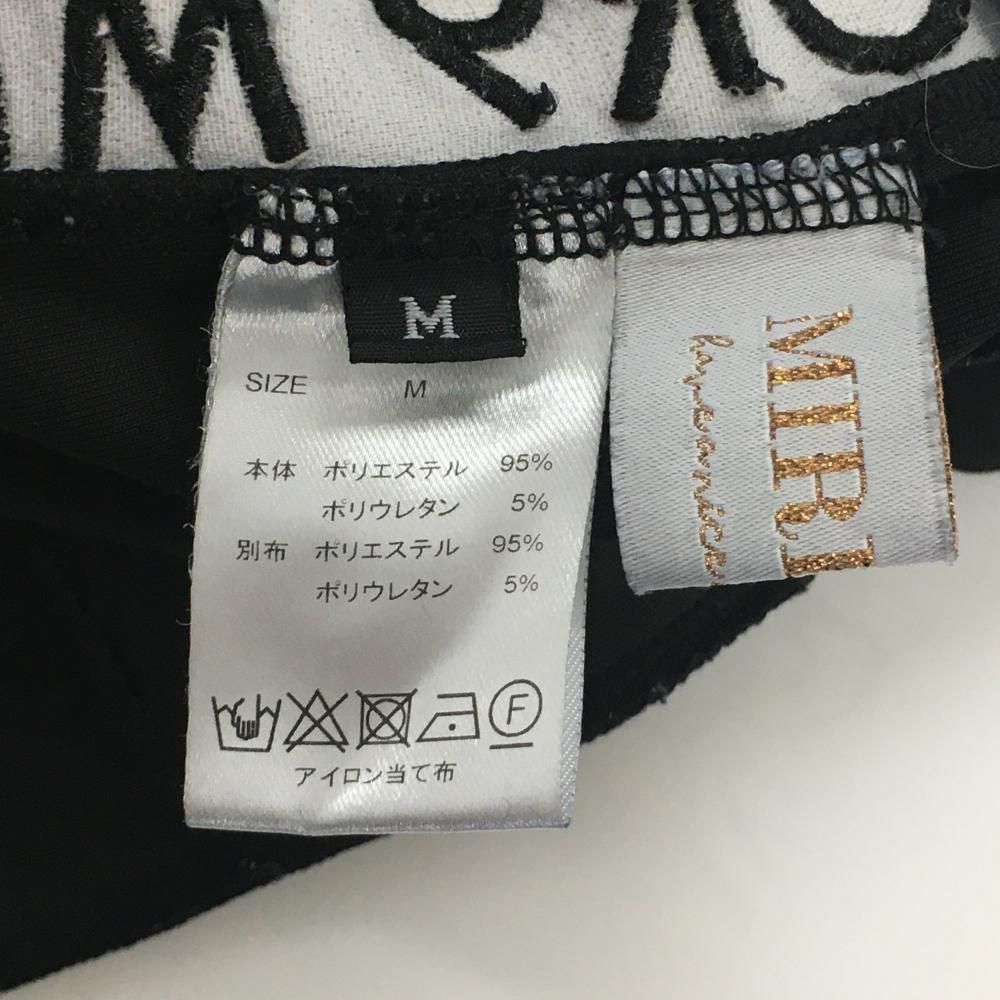 M
SIZE M
本体 ポリエステル 95%
ポリウレタン 5%
別布 ポリエステル 95%
ポリウレタン 5%
F
アイロン当て布
MIRI